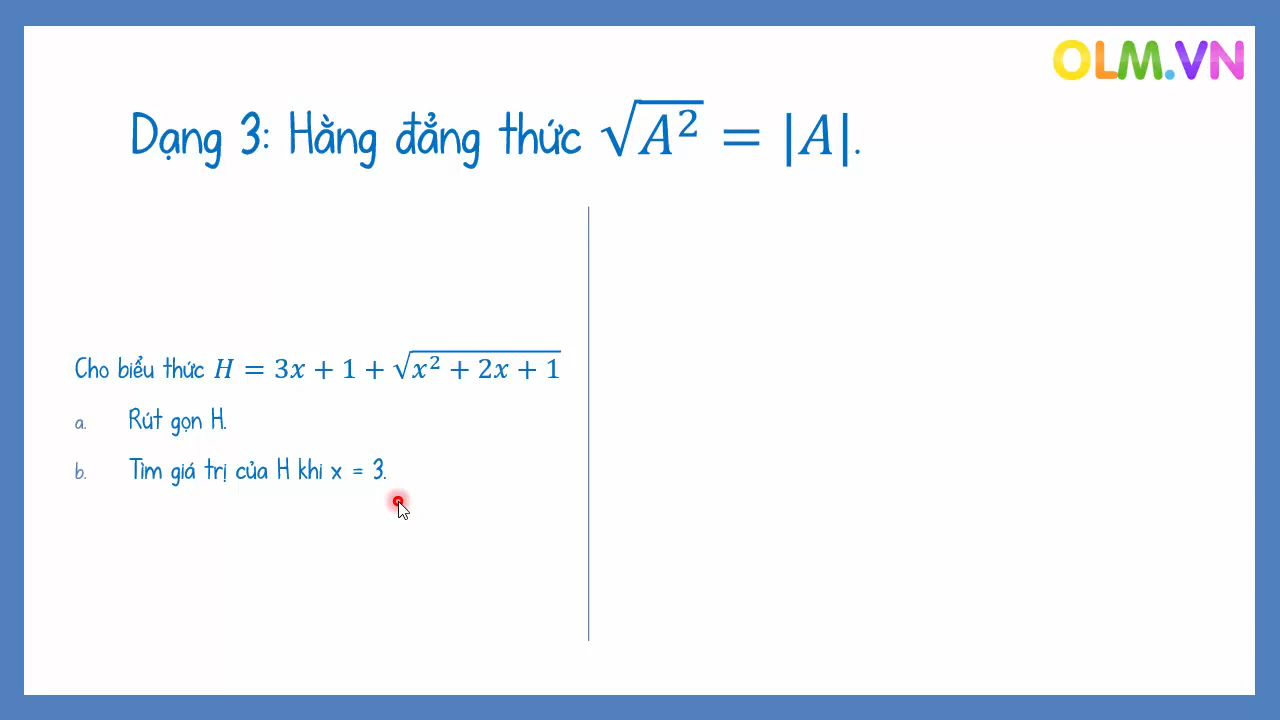 OLM.VN
Dạng 3: Hằng đẳng thức √A² = |A|.
Cho biểu thức H = 3x + 1 + √(x² + 2x + 1)
a. Rút gọn H.
b. Tìm giá trị của H khi x = 3.